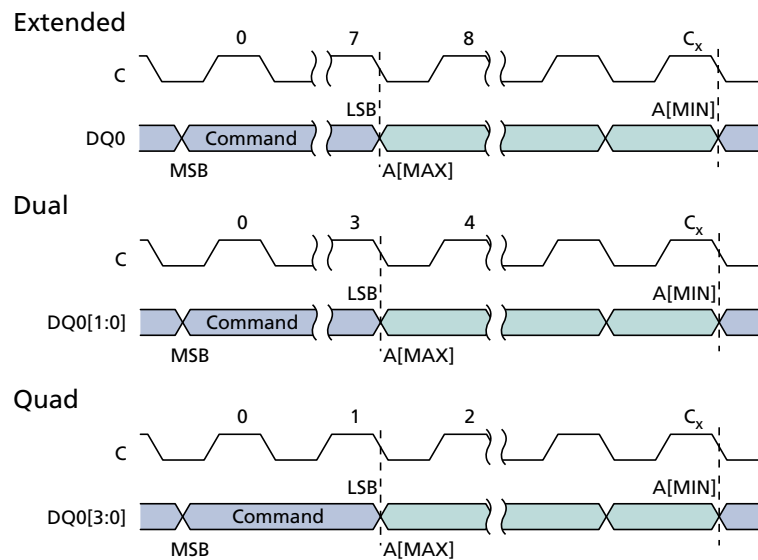 Extended
0 7 8 Cx
C
LSB A[MIN]
DQ0 Command
MSB A[MAX]
Dual
0 3 4 Cx
C
LSB A[MIN]
DQ0[1:0] Command
MSB A[MAX]
Quad
0 1 2 Cx
C
LSB A[MIN]
DQ0[3:0] Command
MSB A[MAX]